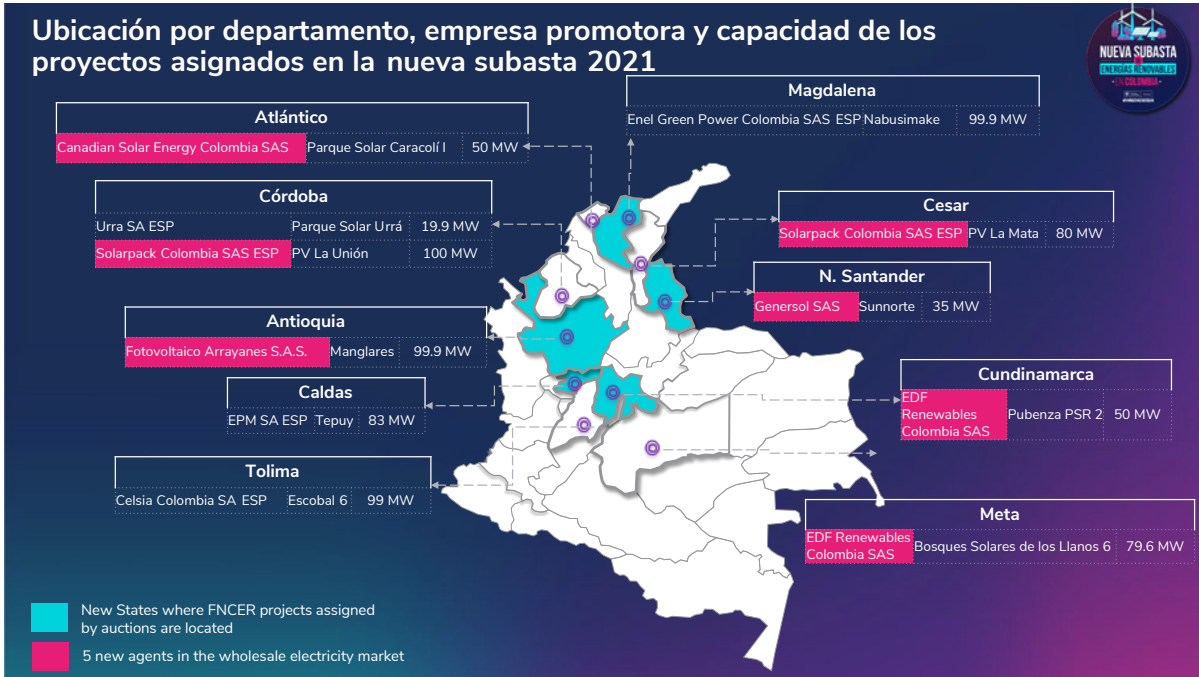 Ubicación por departamento, empresa promotora y capacidad de los
proyectos asignados en la nueva subasta 2021
NUEVA SUBASTA
ENERGÍAS RENOVABLES
EN COLOMBIA
Magdalena
Enel Green Power Colombia SAS ESP Nabusimake 99.9 MW
Atlántico
Canadian Solar Energy Colombia SAS Parque Solar Caracolí I 50 MW
Córdoba
Urra SA ESP Parque Solar Urrá 19.9 MW
Solarpack Colombia SAS ESP PV La Unión 100 MW
Cesar
Solarpack Colombia SAS ESP PV La Mata 80 MW
N. Santander
Genersol SAS Sunnorte 35 MW
Antioquia
Fotovoltaico Arrayanes S.A.S. Manglares 99.9 MW
Caldas
EPM SA ESP Tepuy 83 MW
Cundinamarca
EDF
Renewables
Colombia SAS
Pubenza PSR 2 50 MW
Tolima
Celsia Colombia SA ESP Escobal 6 99 MW
Meta
EDF Renewables
Colombia SAS
Bosques Solares de los Llanos 6 79.6 MW
New States where FNCER projects assigned
by auctions are located
5 new agents in the wholesale electricity market